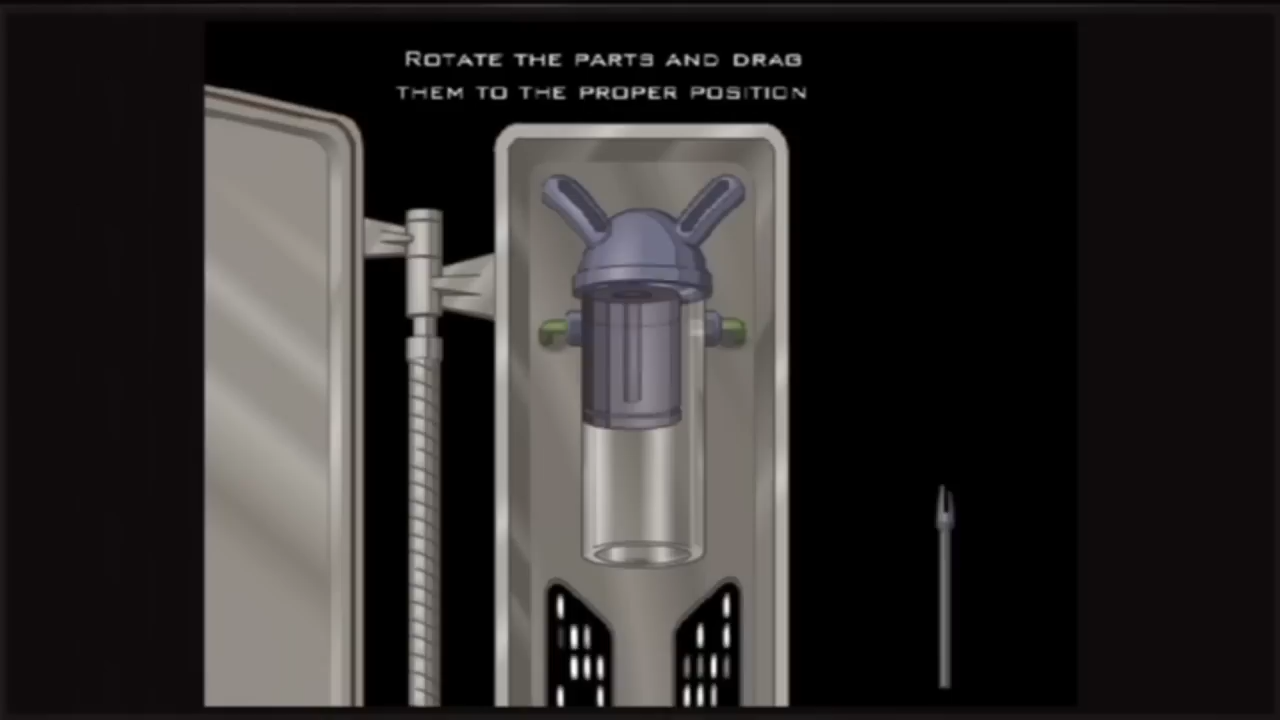 ROTATE THE PARTS AND DRAG
THEM TO THE PROPER POSITION